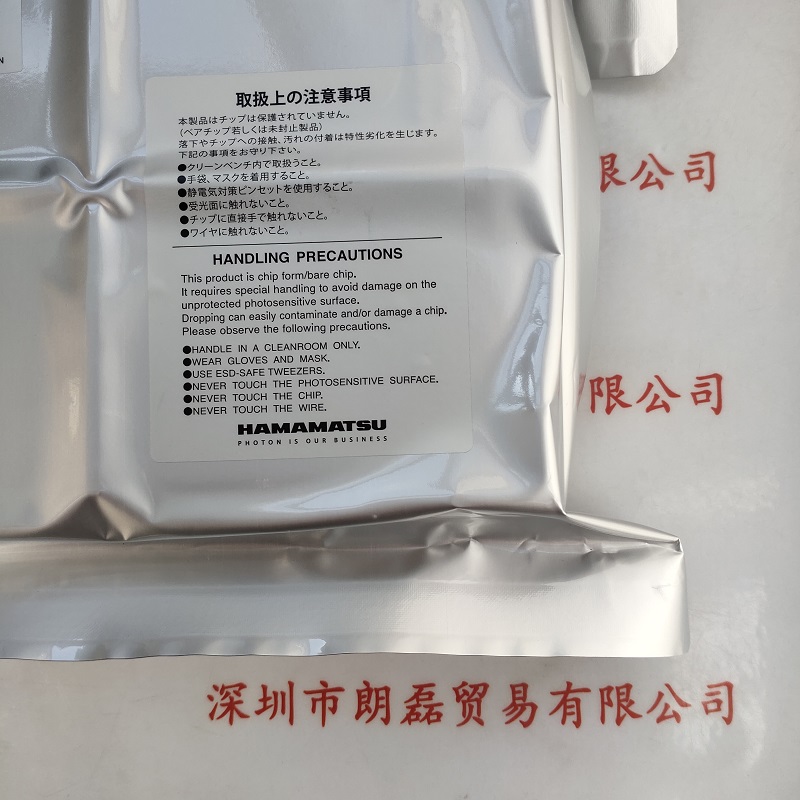 N
取扱上の注意事項
本製品はチップは保護されていません。
(ベアチップ若しくは未封止製品)
落下やチップへの接触、汚れの付着は特性劣化を生じます。
下記の事項をお守り下さい。
●クリーンベンチ内で取扱うこと。
●手袋、マスクを着用すること。
●静電気対策ピンセットを使用すること。
●受光面に触れないこと。
●チップに直接手で触れないこと。
●ワイヤに触れないこと。
HANDLING PRECAUTIONS
This product is chip form/bare chip.
It requires special handling to avoid damage on the
unprotected photosensitive surface.
Dropping can easily contaminate and/or damage a chip.
Please observe the following precautions.
●HANDLE IN A CLEANROOM ONLY.
●WEAR GLOVES AND MASK.
●USE ESD-SAFE TWEEZERS.
●NEVER TOUCH THE PHOTOSENSITIVE SURFACE.
●NEVER TOUCH THE CHIP.
●NEVER TOUCH THE WIRE.
HAMAMATSU
PHOTON IS OUR BUSINESS
限公司
限公司
深圳市朗磊贸易有限公司